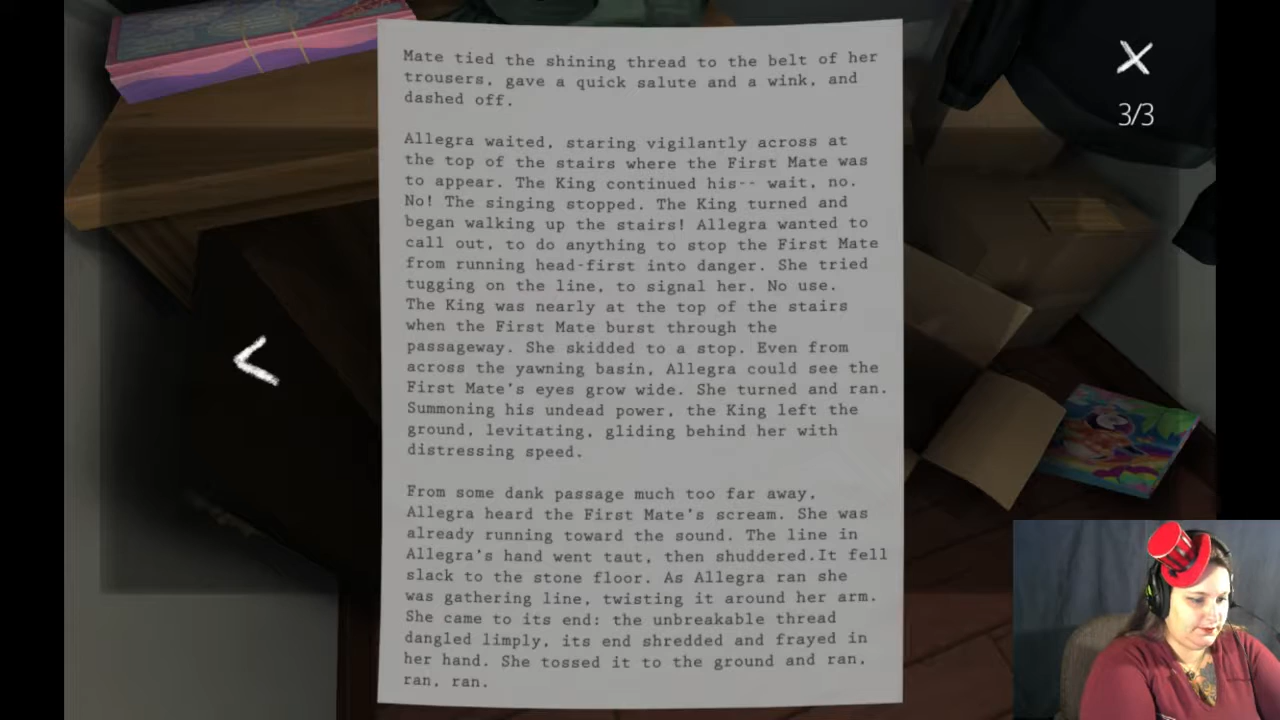 Mate tied the shining thread to the belt of her
trousers, gave a quick salute and a wink, and
dashed off.
Allegra waited, staring vigilantly across at
the top of the stairs where the First Mate was
to appear. The King continued his-- wait, no.
No! The singing stopped. The King turned and
began walking up the stairs! Allegra wanted to
call out, to do anything to stop the First Mate
from running head-first into danger. She tried
tugging on the line, to signal her. No use.
The King was nearly at the top of the stairs
when the First Mate burst through the
passageway. She skidded to a stop. Even from
across the yawning basin, Allegra could see the
First Mate's eyes grow wide. She turned and ran.
Summoning his undead power, the King left the
ground, levitating, gliding behind her with
distressing speed.
From some dank passage much too far away,
Allegra heard the First Mate's scream. She was
already running toward the sound. The line in
Allegra's hand went taut, then shuddered.It fell
slack to the stone floor. As Allegra ran she
was gathering line, twisting it around her arm.
She came to its end: the unbreakable thread
dangled limply, its end shredded and frayed in
her hand. She tossed it to the ground and ran,
ran, ran.
3/3